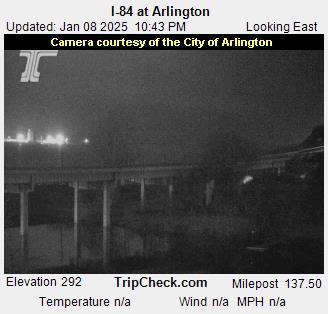 I-84 at Arlington
Updated: Jan 08 2025 10:43 PM Looking East
Camera courtesy of the City of Arlington
Elevation 292 TripCheck.com Milepost 137.50
Temperature n/a Wind n/a MPH n/a